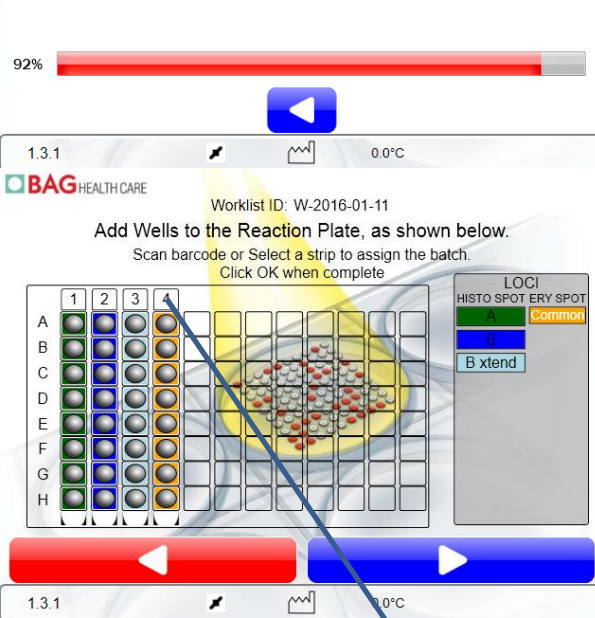 92%
1.3.1 0.0°C
BAG HEALTH CARE
Worklist ID: W-2016-01-11
Add Wells to the Reaction Plate, as shown below.
Scan barcode or Select a strip to assign the batch.
Click OK when complete
LOCI
HISTO SPOT ERY SPOT
A Common
B
B xtend
1 2 3 4
A
B
C
D
E
F
G
H
1.3.1 0.0°C